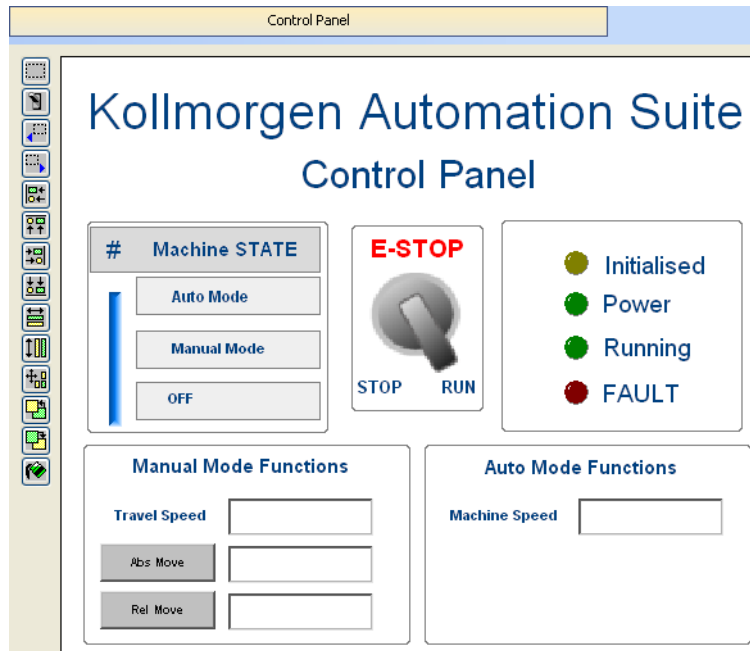 Control Panel
Kollmorgen Automation Suite
Control Panel
# Machine STATE
Auto Mode
Manual Mode
OFF
E-STOP
STOP RUN
Initialised
Power
Running
FAULT
Manual Mode Functions
Travel Speed
Abs Move
Rel Move
Auto Mode Functions
Machine Speed